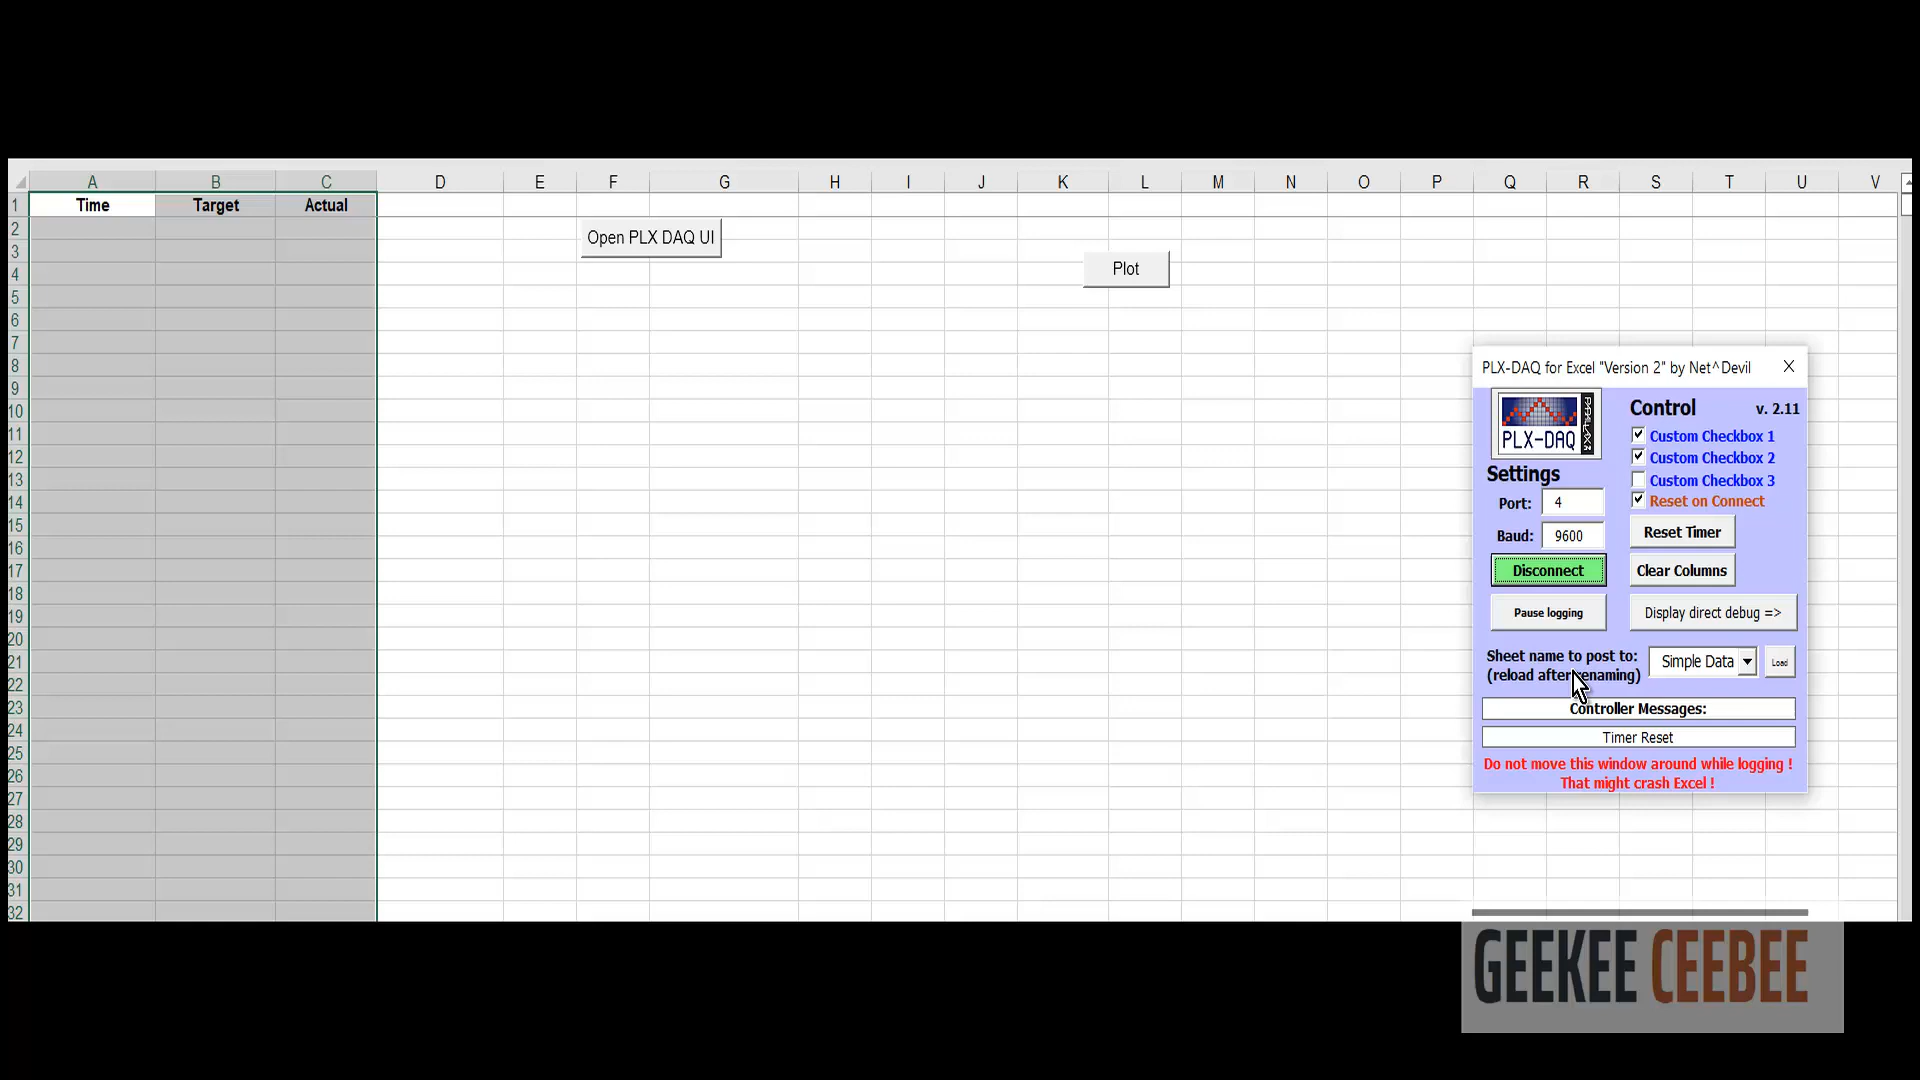 A B C D E F G H I J K L M N O P Q R S T U V
1 Time Target Actual
2
3
4
5
6
7
8
9
10
11
12
13
14
15
16
17
18
19
20
21
22
23
24
25
26
27
28
29
30
31
32
Open PLX DAQ UI
Plot
PLX-DAQ for Excel "Version 2" by Net^Devil
PLX-DAQ
PARALLAX
Control v. 2.11
Custom Checkbox 1
Custom Checkbox 2
Custom Checkbox 3
Reset on Connect
Settings
Port: 4
Baud: 9600
Reset Timer
Disconnect
Clear Columns
Pause logging
Display direct debug =>
Sheet name to post to:
(reload after renaming)
Simple Data
Load
Controller Messages:
Timer Reset
Do not move this window around while logging !
That might crash Excel !
GEEKEE CEEBEE